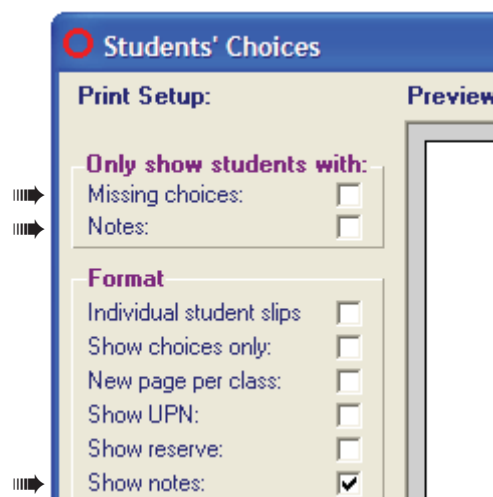 Students' Choices
Print Setup:
Preview
Only show students with:
Missing choices:
Notes:
Format
Individual student slips
Show choices only:
New page per class:
Show UPN:
Show reserve:
Show notes: